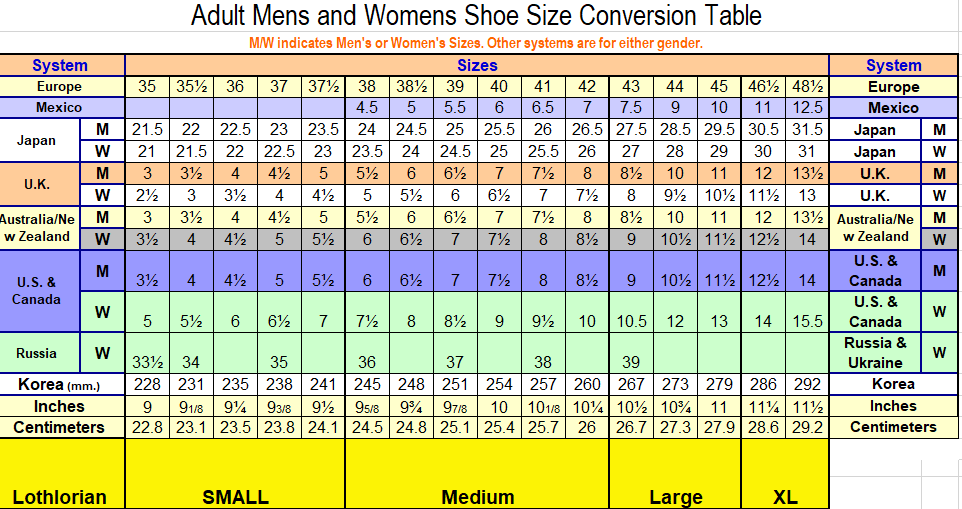 Adult Mens and Womens Shoe Size Conversion Table
M/W indicates Men's or Women's Sizes. Other systems are for either gender.
System Sizes System
Europe 35 35½ 36 37 37½ 38 38½ 39 40 41 42 43 44 45 46½ 48½ Europe
Mexico 4.5 5 5.5 6 6.5 7 7.5 9 10 11 12.5 Mexico
Japan M 21.5 22 22.5 23 23.5 24 24.5 25 25.5 26 26.5 27.5 28.5 29.5 30.5 31.5 Japan M
W 21 21.5 22 22.5 23 23.5 24 24.5 25 25.5 26 27 28 29 30 31 Japan W
U.K. M 3 3½ 4 4½ 5 5½ 6 6½ 7 7½ 8 8½ 10 11 12 13½ U.K. M
W 2½ 3 3½ 4 4½ 5 5½ 6 6½ 7 7½ 8 9½ 10½ 11½ 13 U.K. W
Australia/Ne
w Zealand M 3 3½ 4 4½ 5 5½ 6 6½ 7 7½ 8 8½ 10 11 12 13½ Australia/Ne
w Zealand M
W 3½ 4 4½ 5 5½ 6 6½ 7 7½ 8 8½ 9 10½ 11½ 12½ 14 W
U.S. &
Canada M 3½ 4 4½ 5 5½ 6 6½ 7 7½ 8 8½ 9 10½ 11½ 12½ 14 U.S. &
Canada M
W 5 5½ 6 6½ 7 7½ 8 8½ 9 9½ 10 10.5 12 13 14 15.5 U.S. &
Canada W
Russia W 33½ 34 35 36 37 38 39 Russia &
Ukraine W
Korea (mm.) 228 231 235 238 241 245 248 251 254 257 260 267 273 279 286 292 Korea
Inches 9 9 1/8 9¼ 9 3/8 9½ 9 5/8 9¾ 9 7/8 10 10 1/8 10¼ 10½ 10¾ 11 11¼ 11½ Inches
Centimeters 22.8 23.1 23.5 23.8 24.1 24.5 24.8 25.1 25.4 25.7 26 26.7 27.3 27.9 28.6 29.2 Centimeters
Lothlorian SMALL Medium Large XL